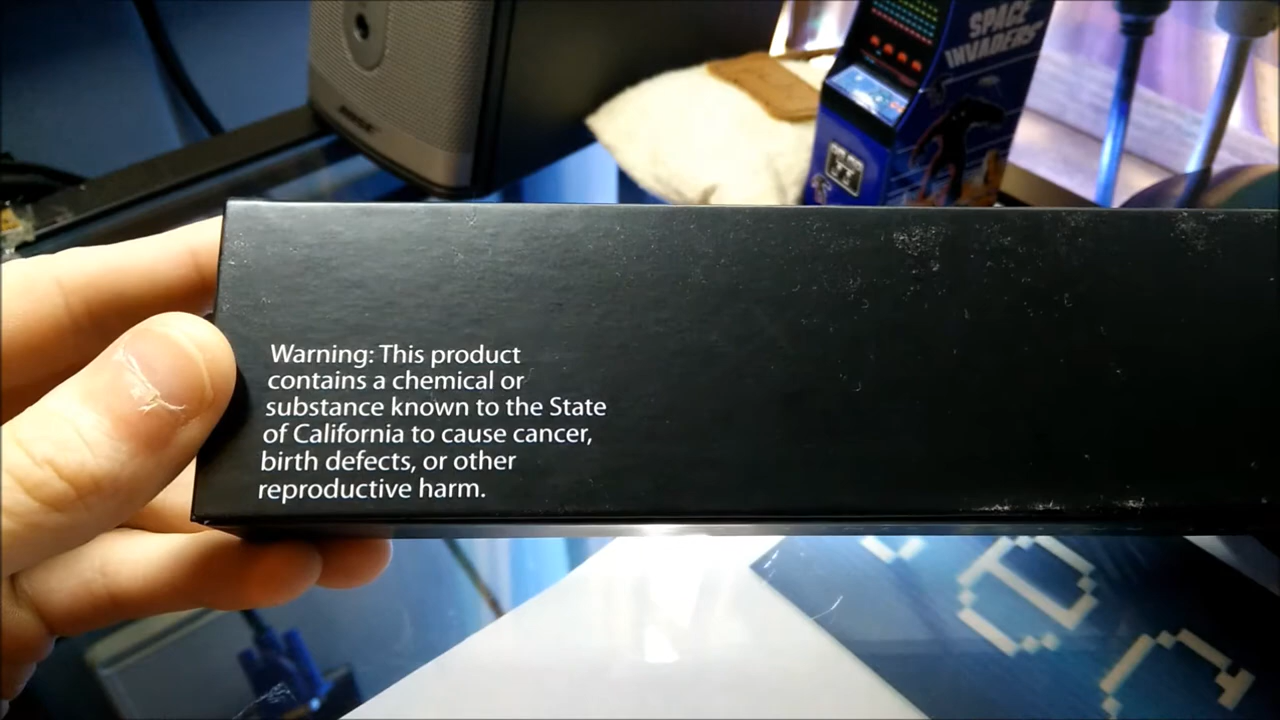 SPACE
INVADERS
BOSE
Warning: This product
contains a chemical or
substance known to the State
of California to cause cancer,
birth defects, or other
reproductive harm.